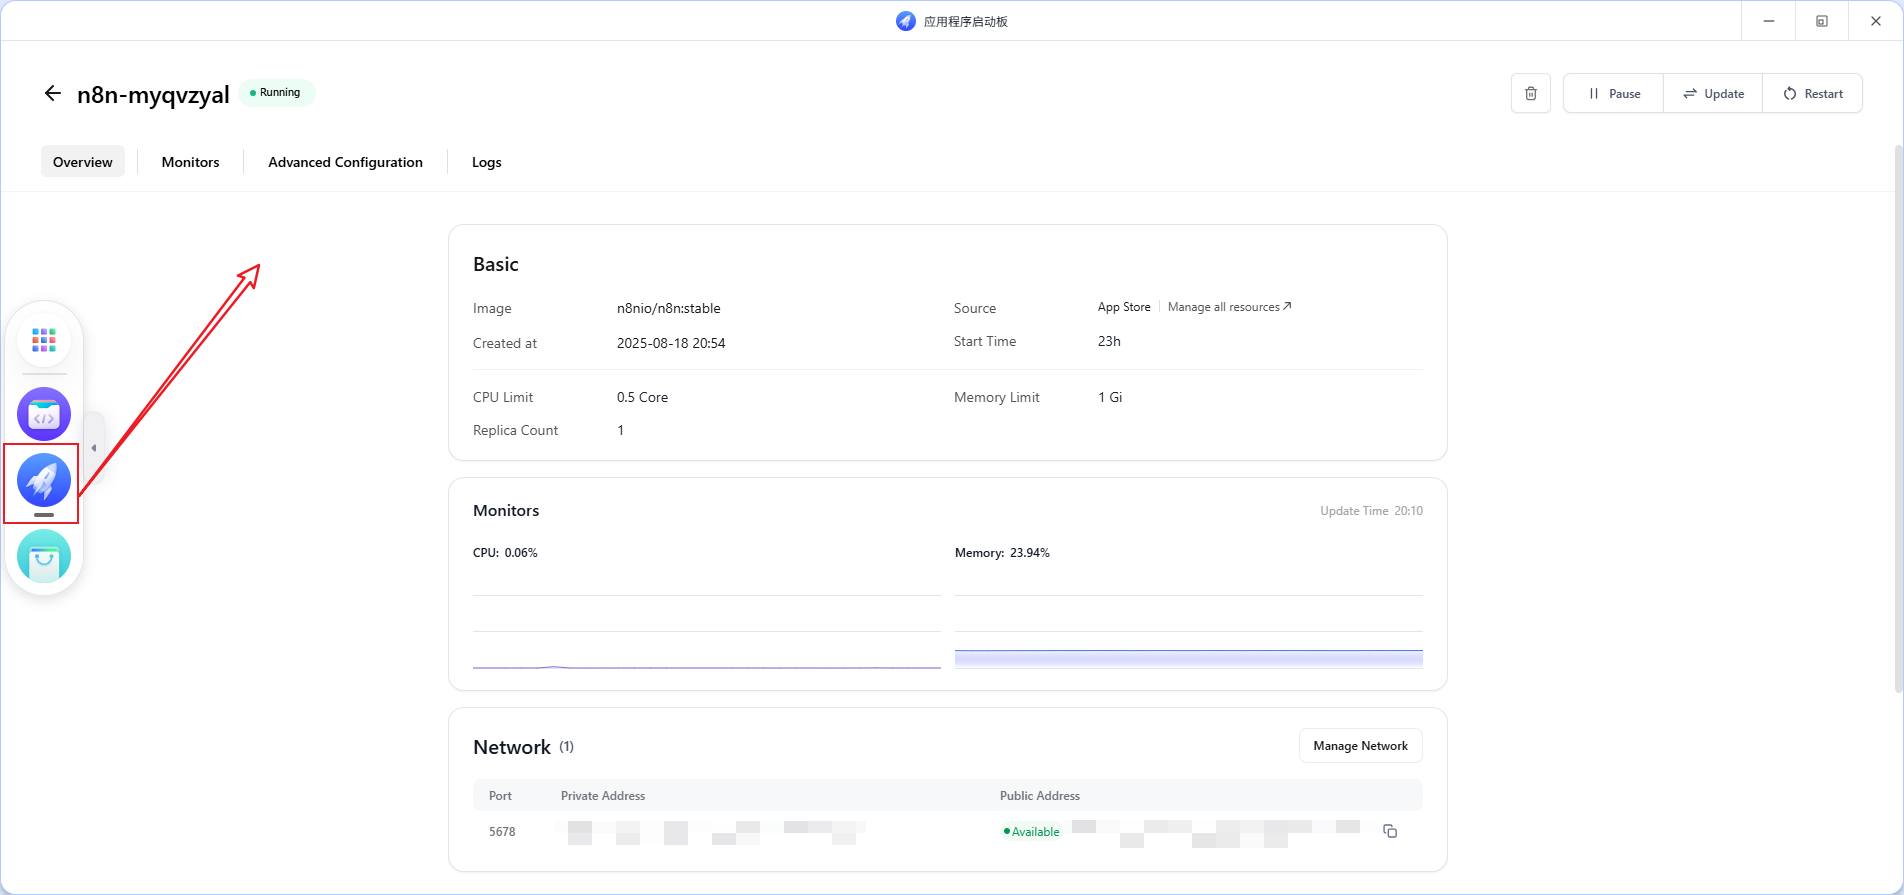 应用程序启动板
n8n-myqvzyal Running
Pause Update Restart
Overview Monitors Advanced Configuration Logs
Basic
Image n8nio/n8n:stable Source App Store Manage all resources
Created at 2025-08-18 20:54 Start Time 23h
CPU Limit 0.5 Core Memory Limit 1 Gi
Replica Count 1
Monitors Update Time 20:10
CPU: 0.06% Memory: 23.94%
Network (1) Manage Network
Port Private Address Public Address
5678 Available